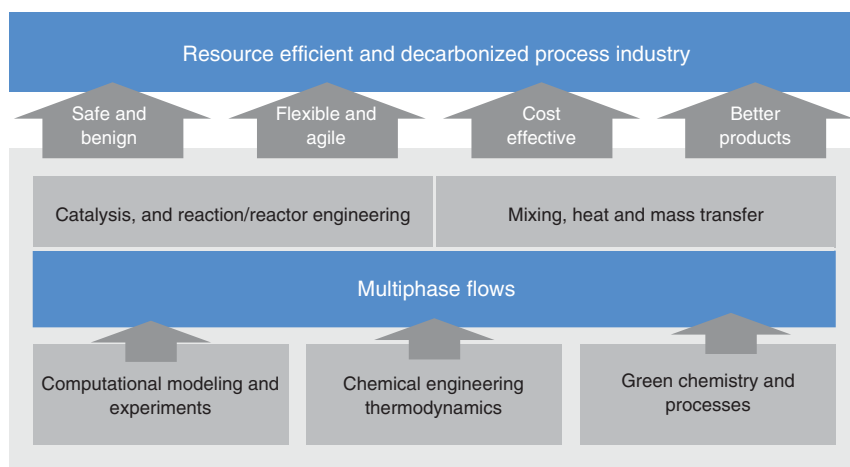 Resource efficient and decarbonized process industry
Safe and
benign
Flexible and
agile
Cost
effective
Better
products
Catalysis, and reaction/reactor engineering
Mixing, heat and mass transfer
Multiphase flows
Computational modeling and
experiments
Chemical engineering
thermodynamics
Green chemistry and
processes